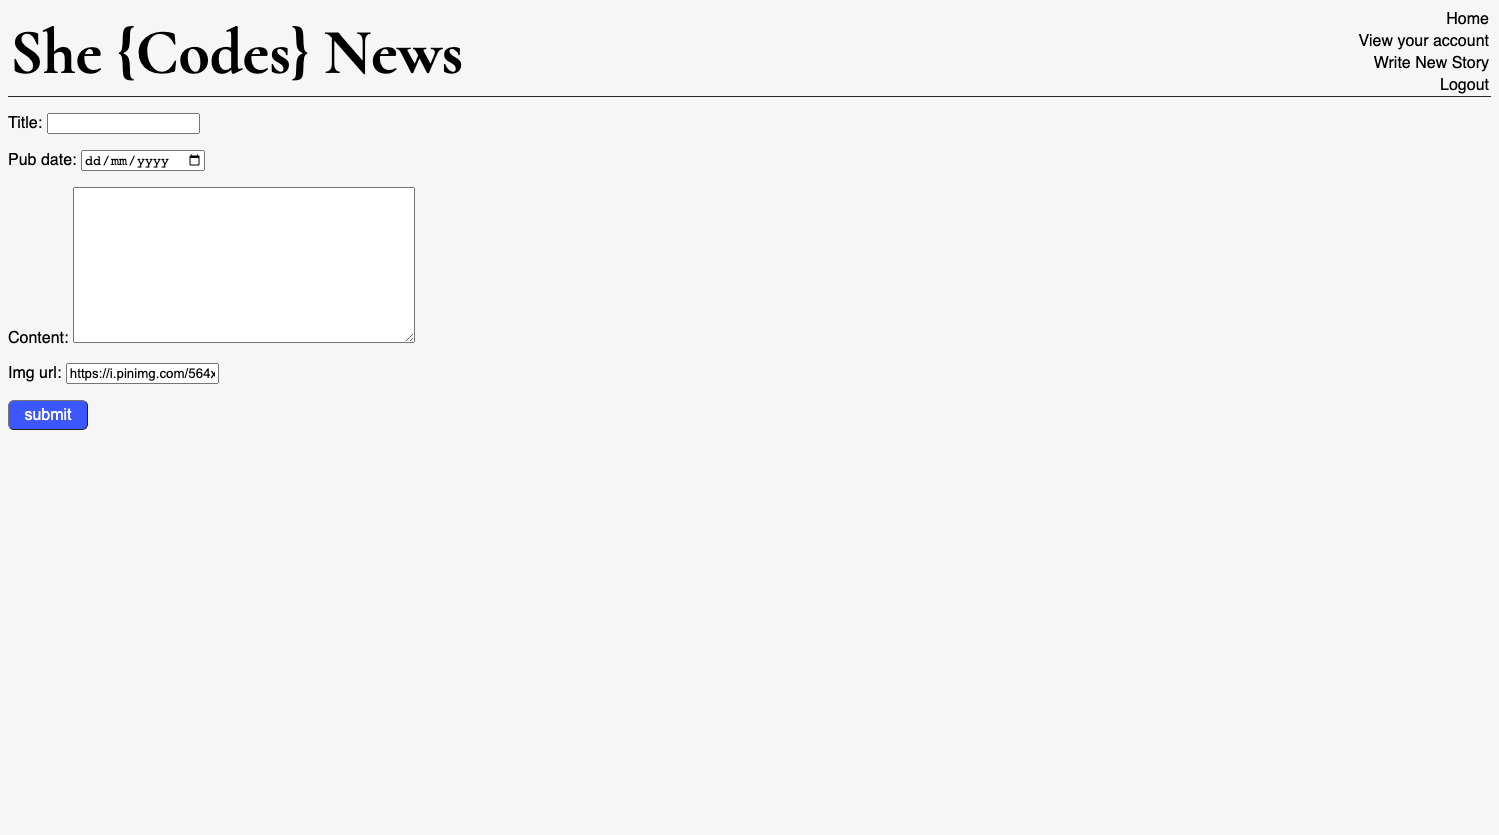 She {Codes} News
Home
View your account
Write New Story
Logout
Title:
Pub date: dd/mm/yyyy
Content:
Img url: https://i.pinimg.com/564x
submit